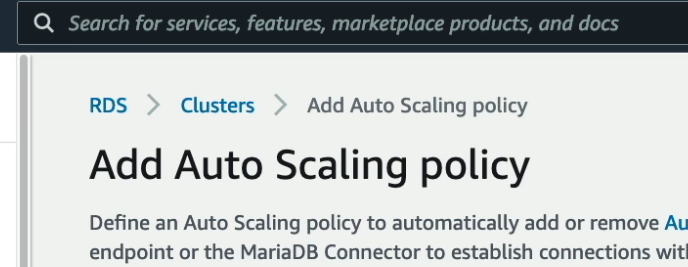 Search for services, features, marketplace products, and docs
RDS > Clusters > Add Auto Scaling policy
Add Auto Scaling policy
Define an Auto Scaling policy to automatically add or remove Au
endpoint or the MariaDB Connector to establish connections with